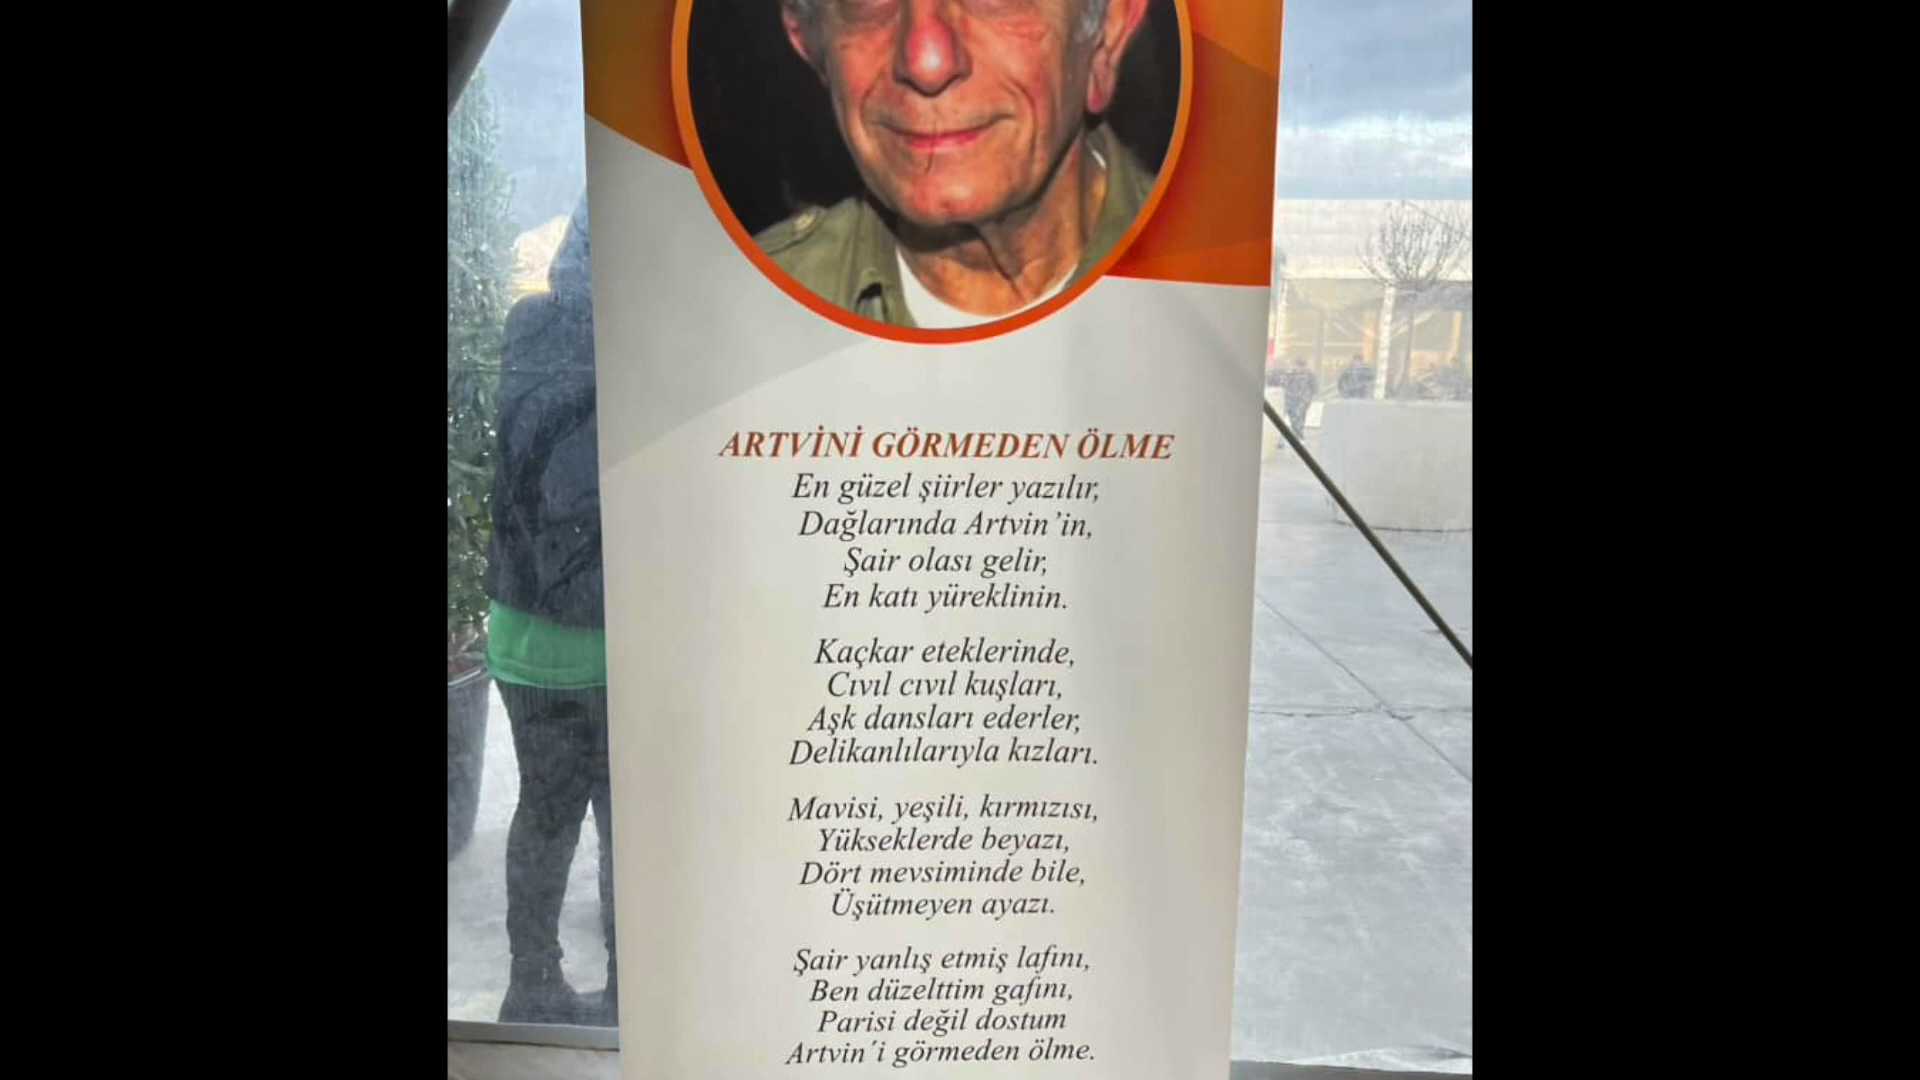 ARTVİNİ GÖRMEDEN ÖLME
En güzel şiirler yazılır,
Dağlarında Artvin'in,
Şair olası gelir,
En katı yüreklinin.
Kaçkar eteklerinde,
Cıvıl cıvıl kuşları,
Aşk dansları ederler,
Delikanlılarıyla kızları.
Mavisi, yeşili, kırmızısı,
Yükseklerde beyazı,
Dört mevsiminde bile,
Üşütmeyen ayazı.
Şair yanlış etmiş lafını,
Ben düzelttim gafını,
Parisi değil dostum
Artvin´i görmeden ölme.